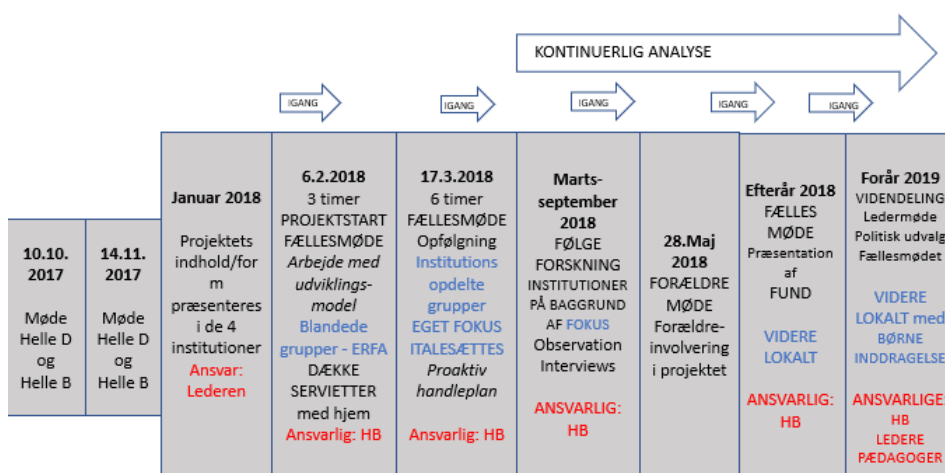 KONTINUERLIG ANALYSE
IGANG
IGANG
IGANG
IGANG
IGANG
10.10.
2017
Møde
Helle D
og
Helle B
14.11.
2017
Møde
Helle D
og
Helle B
Januar 2018
Projektets
indhold/for
m
præsenteres
i de 4
institutioner
Ansvar:
Lederen
6.2.2018
3 timer
PROJEKTSTART
FÆLLESMØDE
Arbejde med
udviklings-
model
Blandede
grupper - ERFA
DÆKKE
SERVIETTER
med hjem
Ansvarlig: HB
17.3.2018
6 timer
FÆLLESMØDE
Opfølgning
Institutions
opdelte
grupper
EGET FOKUS
ITALESÆTTES
Proaktiv
handleplan
Ansvarlig: HB
Marts-
september
2018
FØLGE
FORSKNING
INSTITUTIONER
PÅ BAGGRUND
AF FOKUS
Observation
Interviews
ANSVARLIG:
HB
28.Maj
2018
FORÆLDRE
MØDE
Forældre-
involvering
i projektet
Efterår 2018
FÆLLES
MØDE
Præsentation
af
FUND
VIDERE
LOKALT
ANSVARLIG:
HB
Forår 2019
VIDENDELING
Ledermøde
Politisk udvalg
Fællesmødet
VIDERE
LOKALT med
BØRNE
INDDRAGELSE
ANSVARLIGE:
HB
LEDERE
PÆDAGOGER